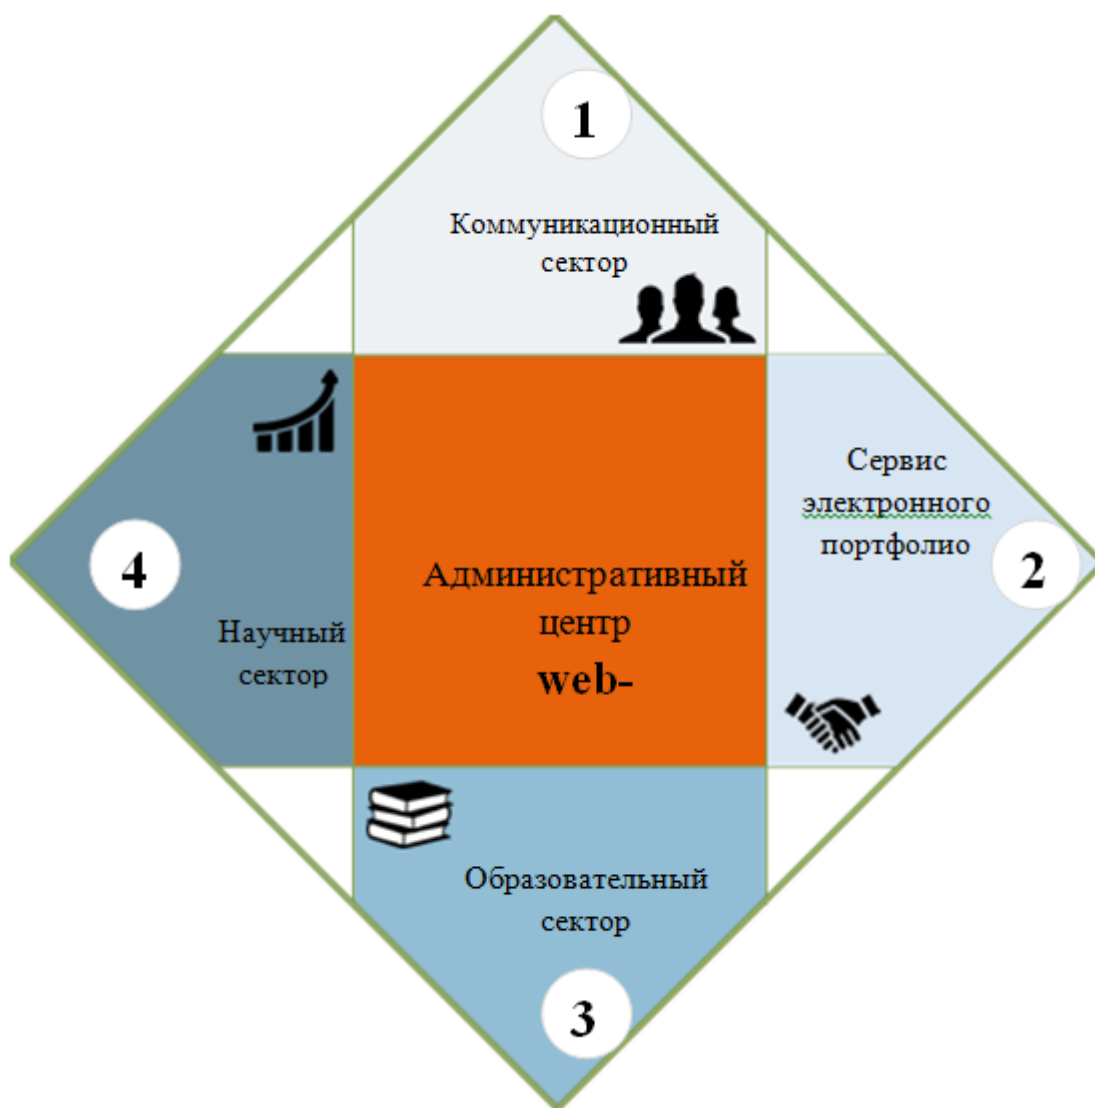 1
Коммуникационный
сектор
Сервис
электронного
портфолио
2
4
Научный
сектор
Административный
центр
web-
Образовательный
сектор
3